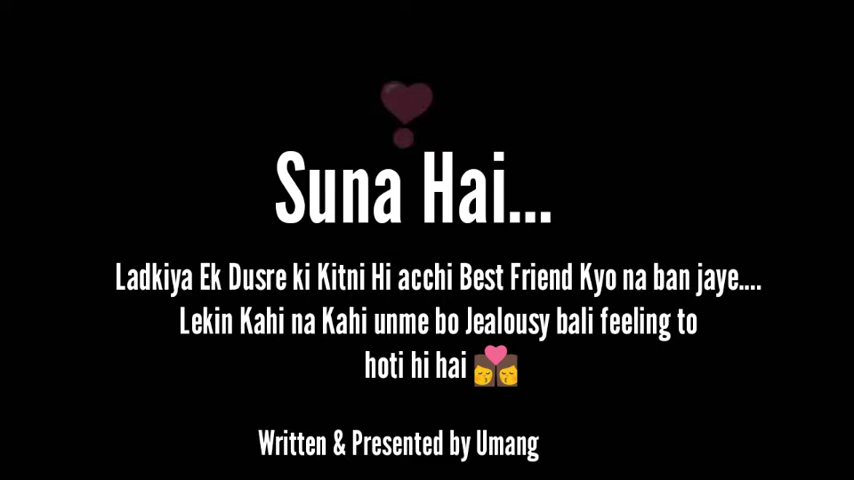 Suna Hai...
Ladkiya Ek Dusre ki Kitni Hi acchi Best Friend Kyo na ban jaye....
Lekin Kahi na Kahi unme bo Jealousy bali feeling to
hoti hi hai 👩‍❤️‍💋‍👩
Written & Presented by Umang